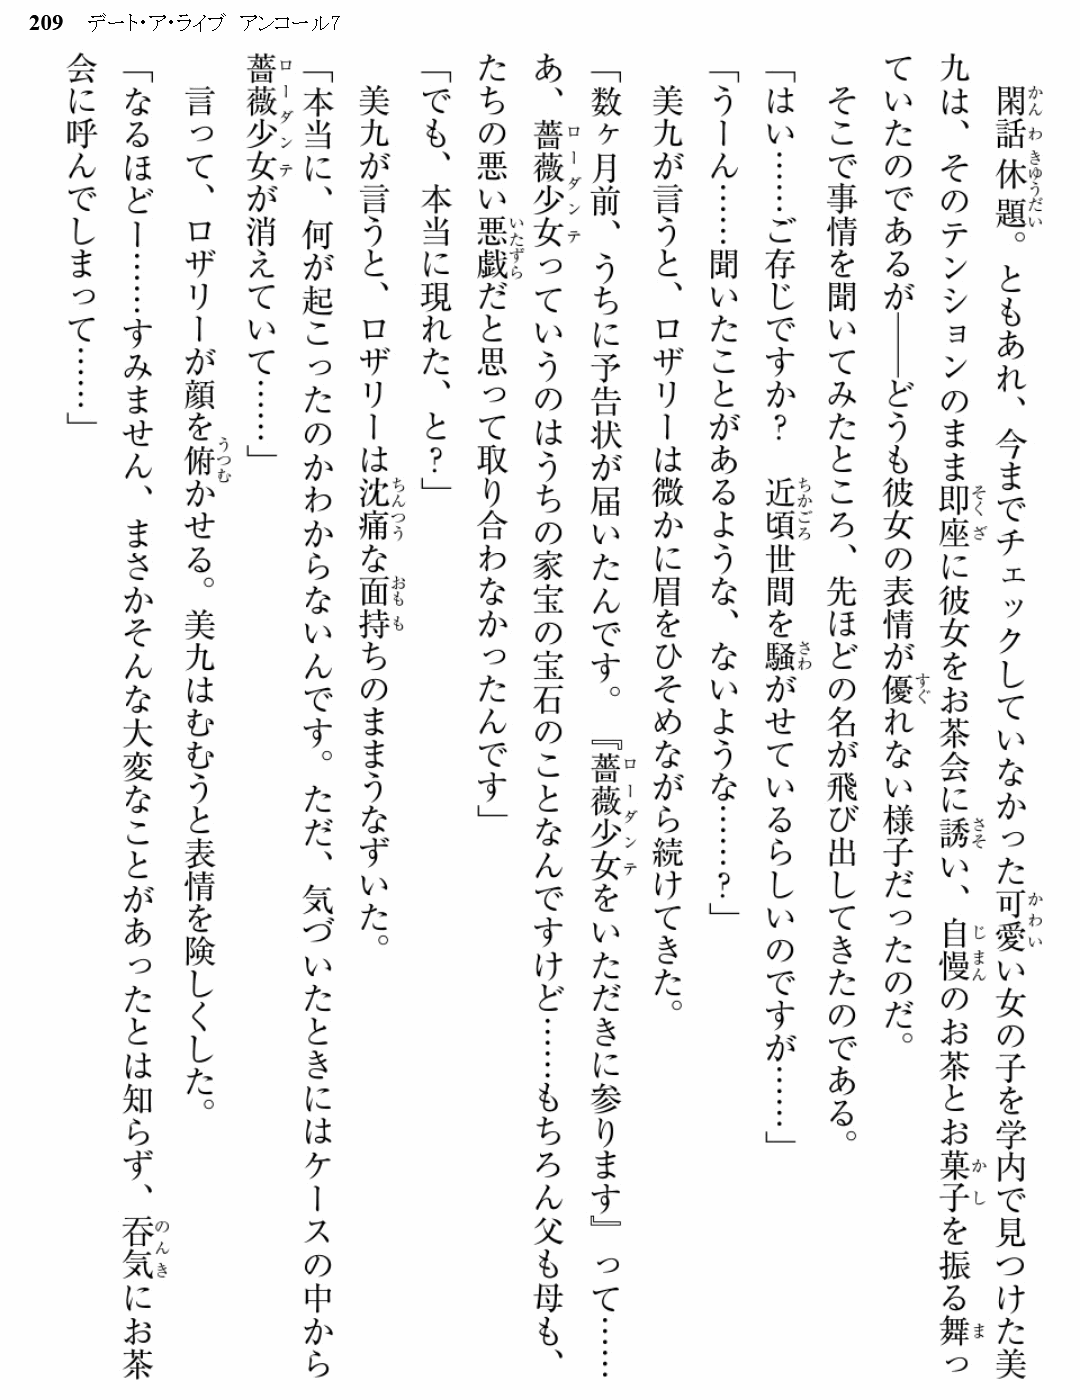 209 デート・ア・ライブ アンコール7
閑話休題。ともあれ、今までチェックしていなかった可愛い女の子を学内で見つけた美
九は、そのテンションのまま即座に彼女をお茶会に誘い、自慢のお茶とお菓子を振る舞っ
ていたのであるが――どうも彼女の表情が優れない様子だったのだ。
そこで事情を聞いてみたところ、先ほどの名が飛び出してきたのである。
「はい……ご存じですか? 近頃世間を騒がせているらしいのですが……」
「うーん……聞いたことがあるような、ないような……?」
美九が言うと、ロザリーは微かに眉をひそめながら続けてきた。
「数ヶ月前、うちに予告状が届いたんです。『薔薇少女をいただきに参ります』って……
あ、薔薇少女っていうのはうちの家宝の宝石のことなんですけど……もちろん父も母も、
たちの悪い悪戯だと思って取り合わなかったんです」
「でも、本当に現れた、と?」
美九が言うと、ロザリーは沈痛な面持ちのままうなずいた。
「本当に、何が起こったのかわからないんです。ただ、気づいたときにはケースの中から
薔薇少女が消えていて……」
言って、ロザリーが顔を俯かせる。美九はむむうと表情を険しくした。
「なるほどー……すみません、まさかそんな大変なことがあったとは知らず、呑気にお茶
会に呼んでしまって……」